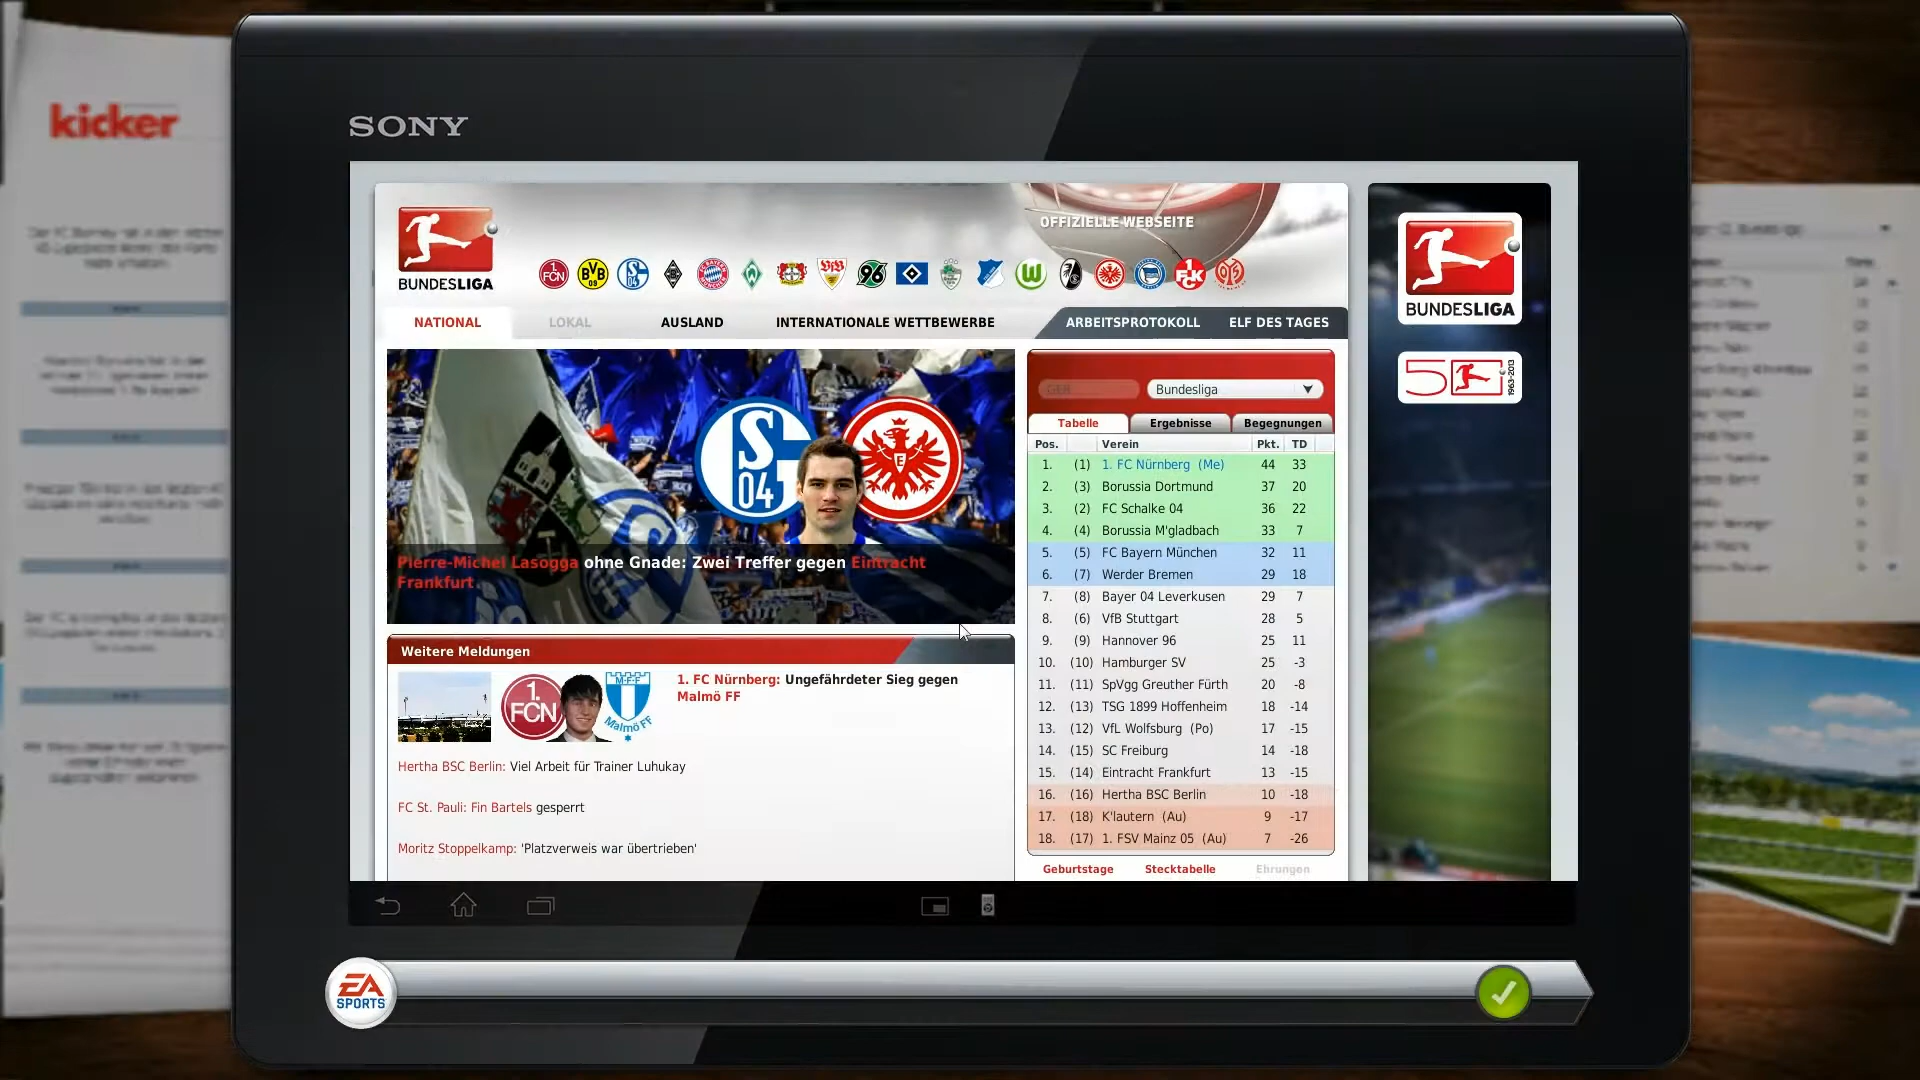 kicker
SONY
OFFIZIELLE WEBSEITE
BUNDESLIGA
NATIONAL
LOKAL
AUSLAND
INTERNATIONALE WETTBEWERBE
ARBEITSPROTOKOLL
ELF DES TAGES
BUNDESLIGA
50
1963-2013
S
04
Pierre-Michel Lasogga ohne Gnade: Zwei Treffer gegen Eintracht
Frankfurt.
GER
Bundesliga
Tabelle Ergebnisse Begegnungen
Pos. Verein Pkt. TD
1. (1) 1. FC Nürnberg (Me) 44 33
2. (3) Borussia Dortmund 37 20
3. (2) FC Schalke 04 36 22
4. (4) Borussia M'gladbach 33 7
5. (5) FC Bayern München 32 11
6. (7) Werder Bremen 29 18
7. (8) Bayer 04 Leverkusen 29 7
8. (6) VfB Stuttgart 28 5
9. (9) Hannover 96 25 11
10. (10) Hamburger SV 25 -3
11. (11) SpVgg Greuther Fürth 20 -8
12. (13) TSG 1899 Hoffenheim 18 -14
13. (12) VfL Wolfsburg (Po) 17 -15
14. (15) SC Freiburg 14 -18
15. (14) Eintracht Frankfurt 13 -15
16. (16) Hertha BSC Berlin 10 -18
17. (18) K'lautern (Au) 9 -17
18. (17) 1. FSV Mainz 05 (Au) 7 -26
Geburtstage Stecktabelle Ehrungen
Weitere Meldungen
1.
FCN
M.F.F
Malmö FF
1. FC Nürnberg: Ungefährdeter Sieg gegen
Malmö FF
Hertha BSC Berlin: Viel Arbeit für Trainer Luhukay
FC St. Pauli: Fin Bartels gesperrt
Moritz Stoppelkamp: 'Platzverweis war übertrieben'
EA
SPORTS